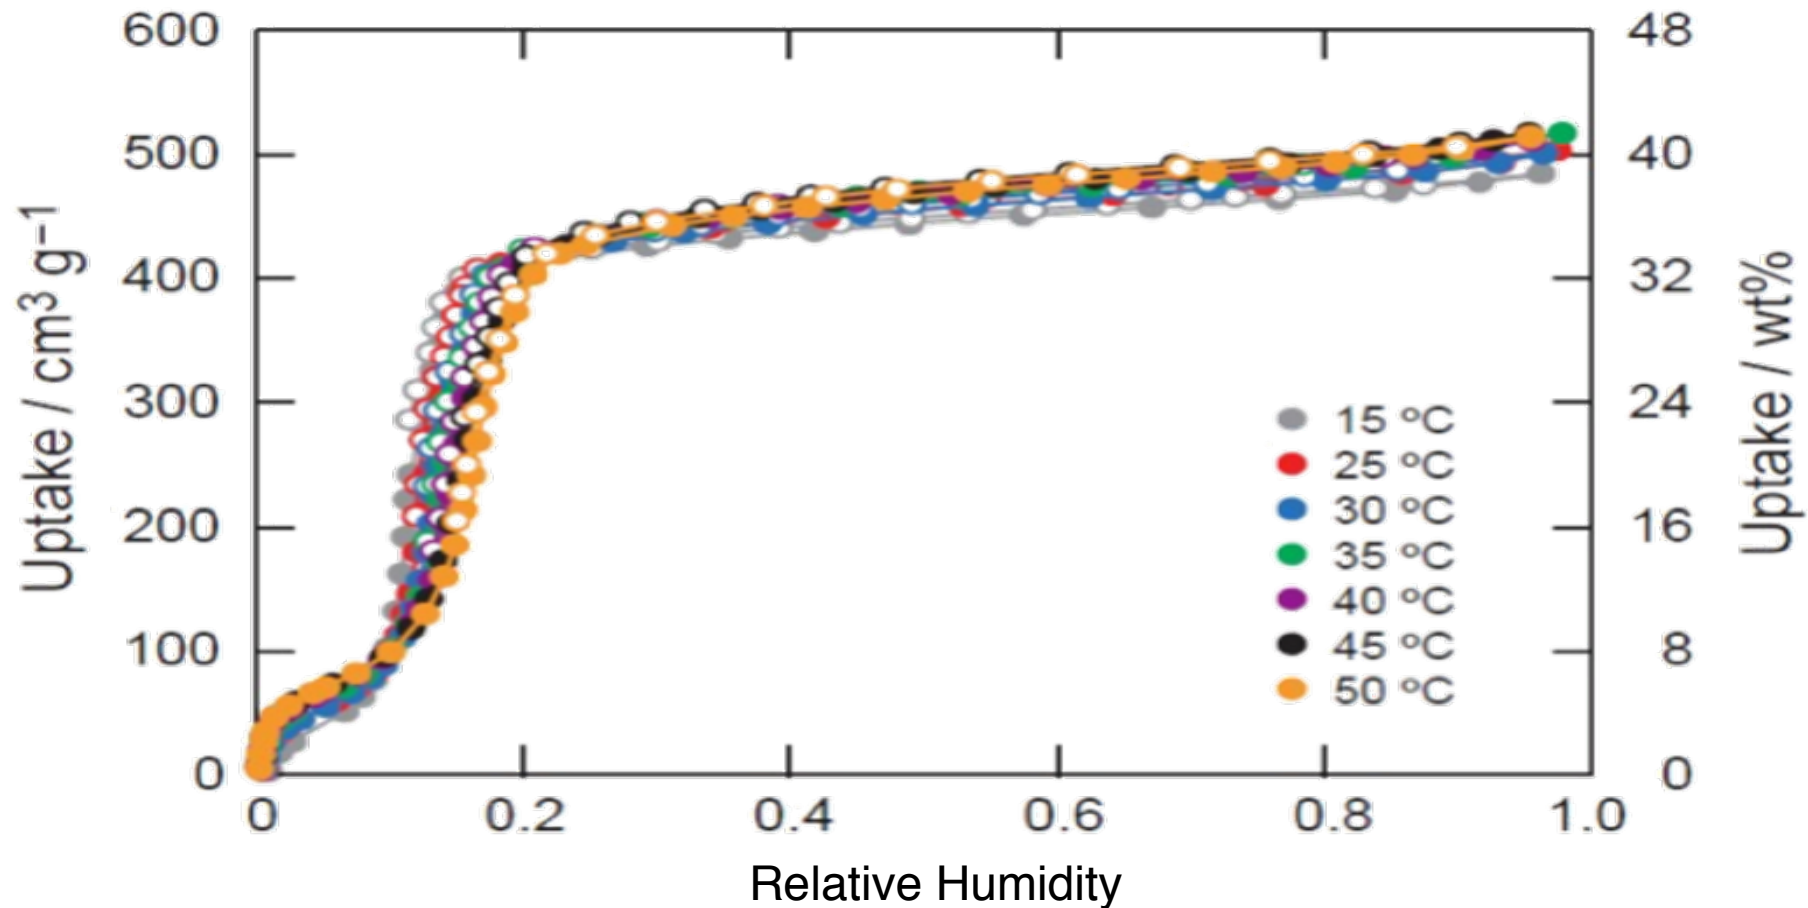 600
500
400
300
200
100
0
Uptake / cm³ g⁻¹
48
40
32
24
16
8
0
Uptake / wt%
15 °C
25 °C
30 °C
35 °C
40 °C
45 °C
50 °C
0 0.2 0.4 0.6 0.8 1.0
Relative Humidity